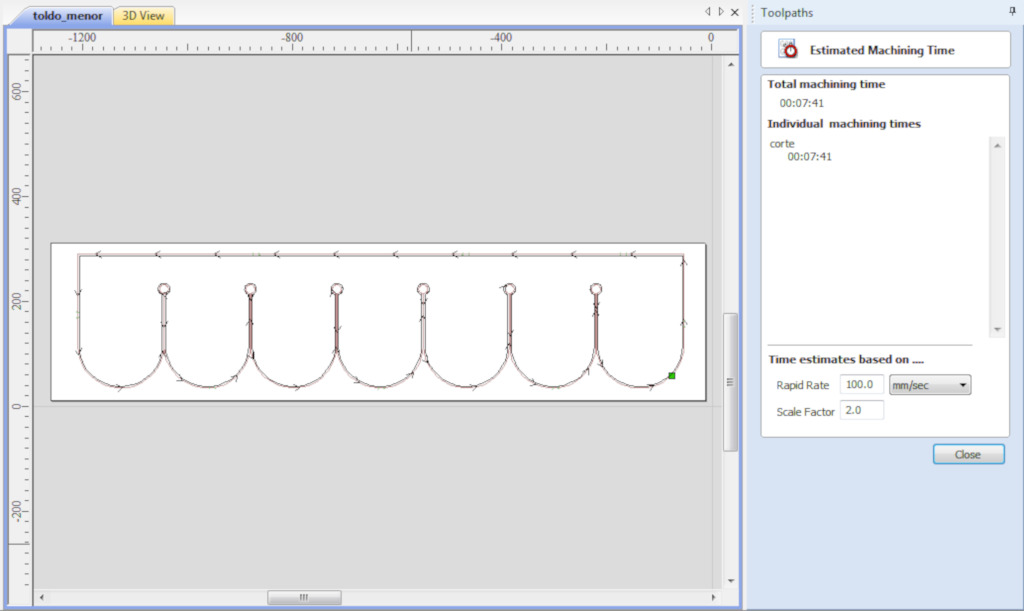 toldo_menor
3D View
Toolpaths
-1200
-800
-400
0
Estimated Machining Time
Total machining time
00:07:41
Individual machining times
corte
00:07:41
600
400
200
0
-200
Time estimates based on ....
Rapid Rate 100.0 mm/sec
Scale Factor 2.0
Close